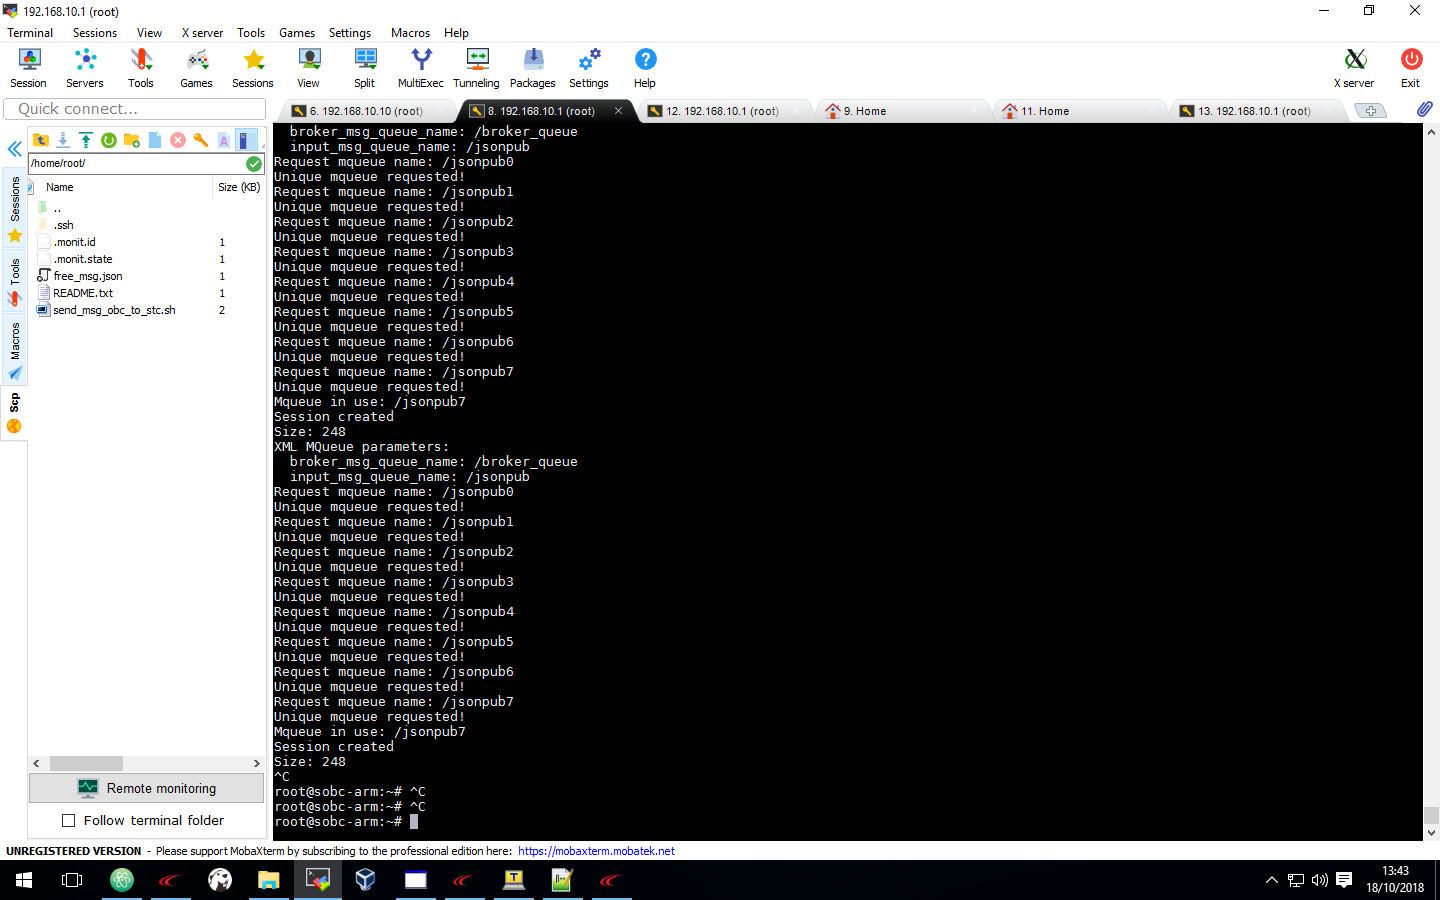 192.168.10.1 (root)
Terminal Sessions View X server Tools Games Settings Macros Help
Session Servers Tools Games Sessions View Split MultiExec Tunneling Packages Settings Help X server Exit
Quick connect...
6. 192.168.10.10 (root) 8. 192.168.10.1 (root) 12. 192.168.10.1 (root) 9. Home 11. Home 13. 192.168.10.1 (root)
Sessions
Tools
Macros
Scp
/home/root/
Name Size (KB)
..
.ssh
.monit.id 1
.monit.state 1
free_msg.json 1
README.txt 1
send_msg_obc_to_stc.sh 2
Remote monitoring
Follow terminal folder
broker_msg_queue_name: /broker_queue
input_msg_queue_name: /jsonpub
Request mqueue name: /jsonpub0
Unique mqueue requested!
Request mqueue name: /jsonpub1
Unique mqueue requested!
Request mqueue name: /jsonpub2
Unique mqueue requested!
Request mqueue name: /jsonpub3
Unique mqueue requested!
Request mqueue name: /jsonpub4
Unique mqueue requested!
Request mqueue name: /jsonpub5
Unique mqueue requested!
Request mqueue name: /jsonpub6
Unique mqueue requested!
Request mqueue name: /jsonpub7
Unique mqueue requested!
Mqueue in use: /jsonpub7
Session created
Size: 248
XML MQueue parameters:
broker_msg_queue_name: /broker_queue
input_msg_queue_name: /jsonpub
Request mqueue name: /jsonpub0
Unique mqueue requested!
Request mqueue name: /jsonpub1
Unique mqueue requested!
Request mqueue name: /jsonpub2
Unique mqueue requested!
Request mqueue name: /jsonpub3
Unique mqueue requested!
Request mqueue name: /jsonpub4
Unique mqueue requested!
Request mqueue name: /jsonpub5
Unique mqueue requested!
Request mqueue name: /jsonpub6
Unique mqueue requested!
Request mqueue name: /jsonpub7
Unique mqueue requested!
Mqueue in use: /jsonpub7
Session created
Size: 248
^C
root@sobc-arm:~# ^C
root@sobc-arm:~# ^C
root@sobc-arm:~#
UNREGISTERED VERSION - Please support MobaXterm by subscribing to the professional edition here: https://mobaxterm.mobatek.net
13:43
18/10/2018